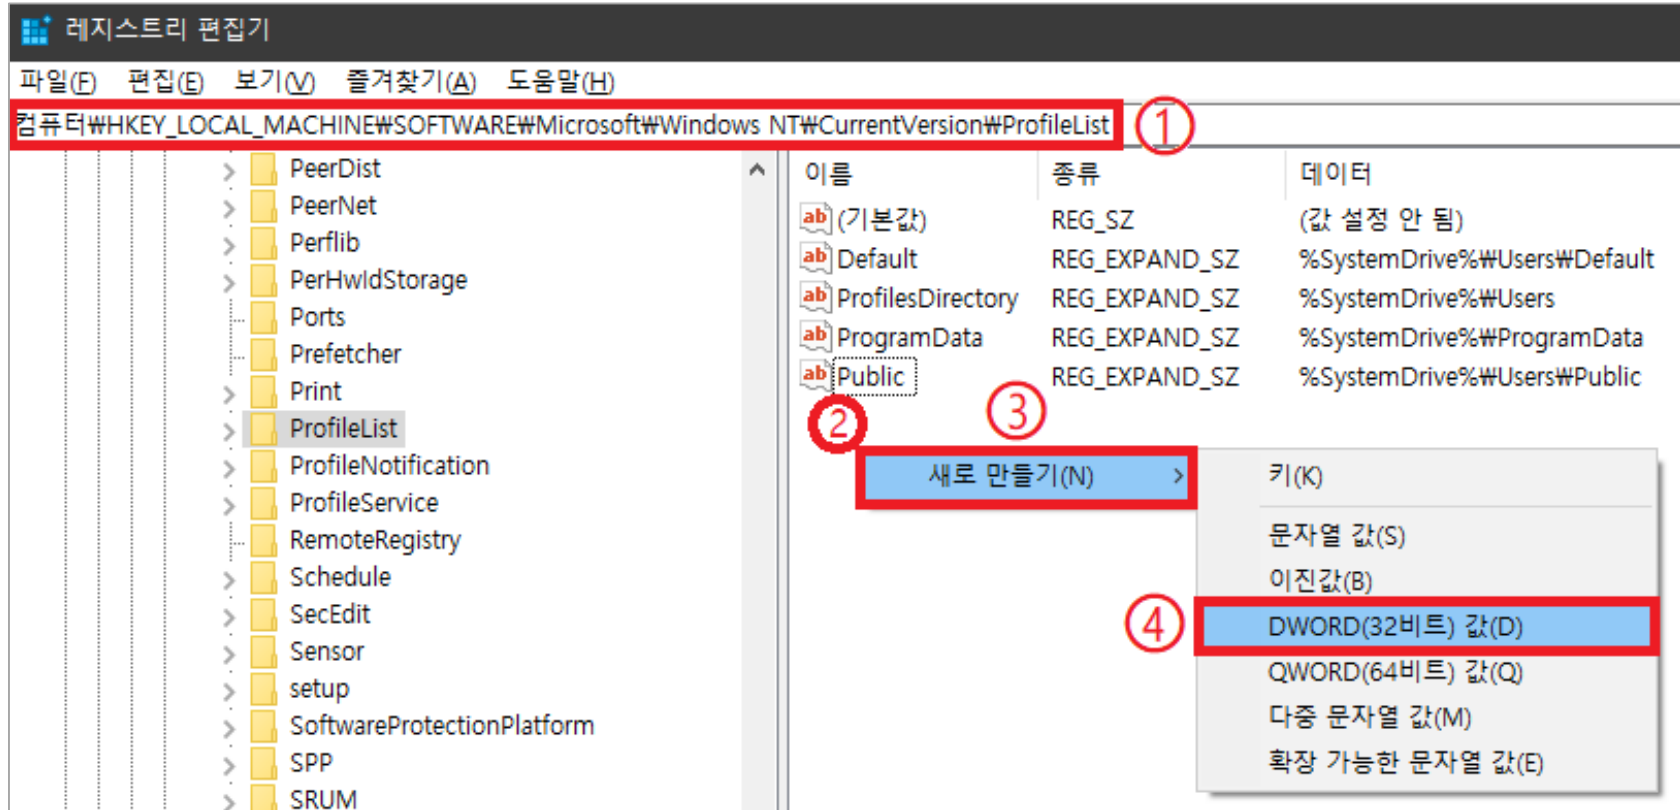 레지스트리 편집기
파일(F) 편집(E) 보기(V) 즐겨찾기(A) 도움말(H)
컴퓨터₩HKEY_LOCAL_MACHINE₩SOFTWARE₩Microsoft₩Windows NT₩CurrentVersion₩ProfileList ①
PeerDist
PeerNet
Perflib
PerHwIdStorage
Ports
Prefetcher
Print
ProfileList
ProfileNotification
ProfileService
RemoteRegistry
Schedule
SecEdit
Sensor
setup
SoftwareProtectionPlatform
SPP
SRUM
이름 종류 데이터
(기본값) REG_SZ (값 설정 안 됨)
Default REG_EXPAND_SZ %SystemDrive%₩Users₩Default
ProfilesDirectory REG_EXPAND_SZ %SystemDrive%₩Users
ProgramData REG_EXPAND_SZ %SystemDrive%₩ProgramData
Public REG_EXPAND_SZ %SystemDrive%₩Users₩Public
② ③
새로 만들기(N) >
키(K)
문자열 값(S)
이진값(B)
④ DWORD(32비트) 값(D)
QWORD(64비트) 값(Q)
다중 문자열 값(M)
확장 가능한 문자열 값(E)